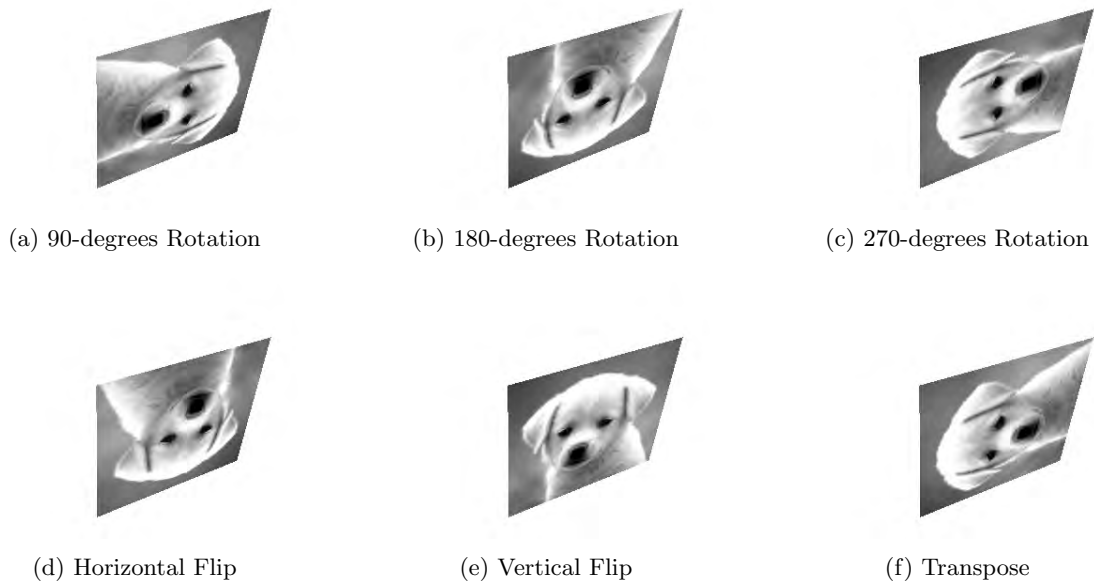 (a) 90-degrees Rotation
(b) 180-degrees Rotation
(c) 270-degrees Rotation
(d) Horizontal Flip
(e) Vertical Flip
(f) Transpose